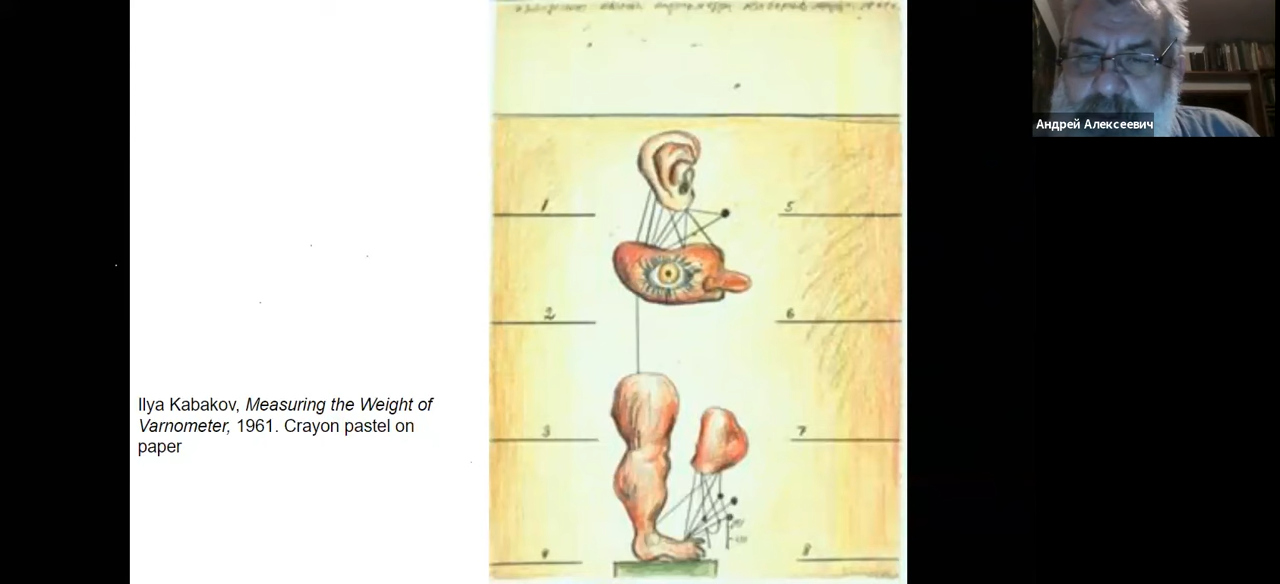 1
5
2
6
3
7
4
8
Ilya Kabakov, Measuring the Weight of
Varnometer, 1961. Crayon pastel on
paper
Андрей Алексеевич